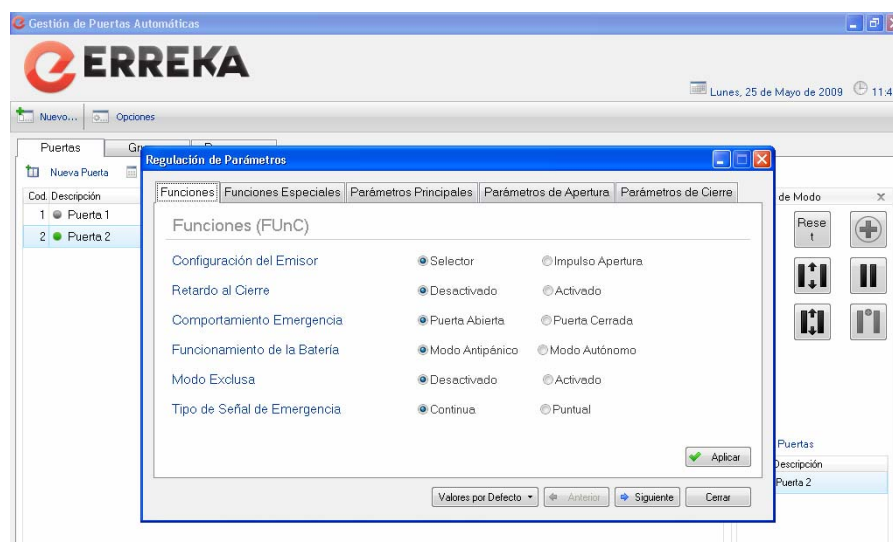 Gestión de Puertas Automáticas
ERREKA
Lunes, 25 de Mayo de 2009 11:4
Nuevo... Opciones
Puertas
Nueva Puerta
Cod. Descripción
1 Puerta 1
2 Puerta 2
Regulación de Parámetros
Funciones Funciones Especiales Parámetros Principales Parámetros de Apertura Parámetros de Cierre
Funciones (FUnC)
Configuración del Emisor Selector Impulso Apertura
Retardo al Cierre Desactivado Activado
Comportamiento Emergencia Puerta Abierta Puerta Cerrada
Funcionamiento de la Batería Modo Antipánico Modo Autónomo
Modo Exclusa Desactivado Activado
Tipo de Señal de Emergencia Continua Puntual
Aplicar
Valores por Defecto Anterior Siguiente Cerrar
de Modo X
Rese
t
Puertas
Descripción
Puerta 2